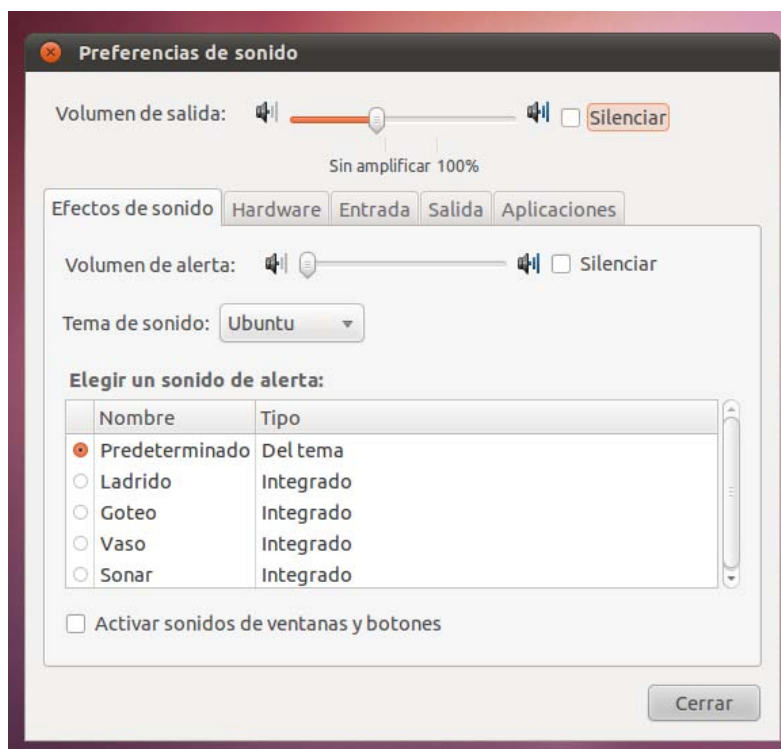 Preferencias de sonido
Volumen de salida: Silenciar
Sin amplificar 100%
Efectos de sonido Hardware Entrada Salida Aplicaciones
Volumen de alerta: Silenciar
Tema de sonido: Ubuntu
Elegir un sonido de alerta:
Nombre Tipo
Predeterminado Del tema
Ladrido Integrado
Goteo Integrado
Vaso Integrado
Sonar Integrado
Activar sonidos de ventanas y botones
Cerrar